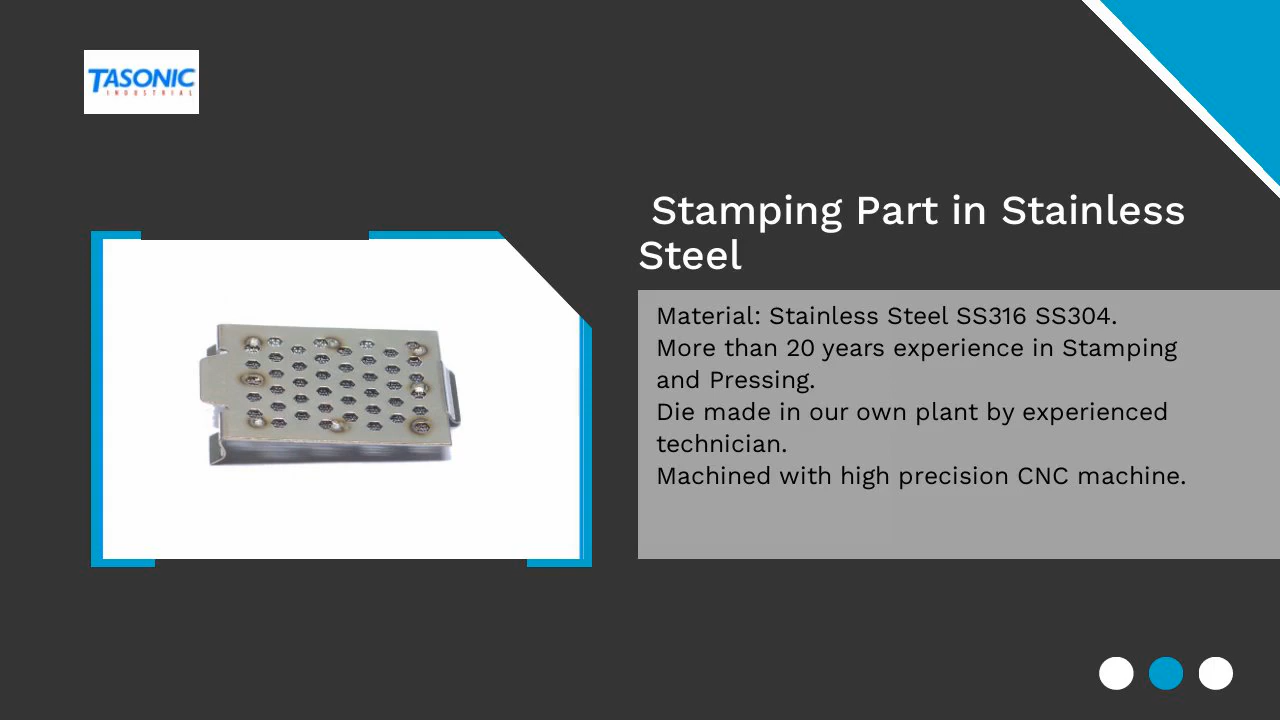 TASONIC
INDUSTRIAL
Stamping Part in Stainless
Steel
Material: Stainless Steel SS316 SS304.
More than 20 years experience in Stamping
and Pressing.
Die made in our own plant by experienced
technician.
Machined with high precision CNC machine.